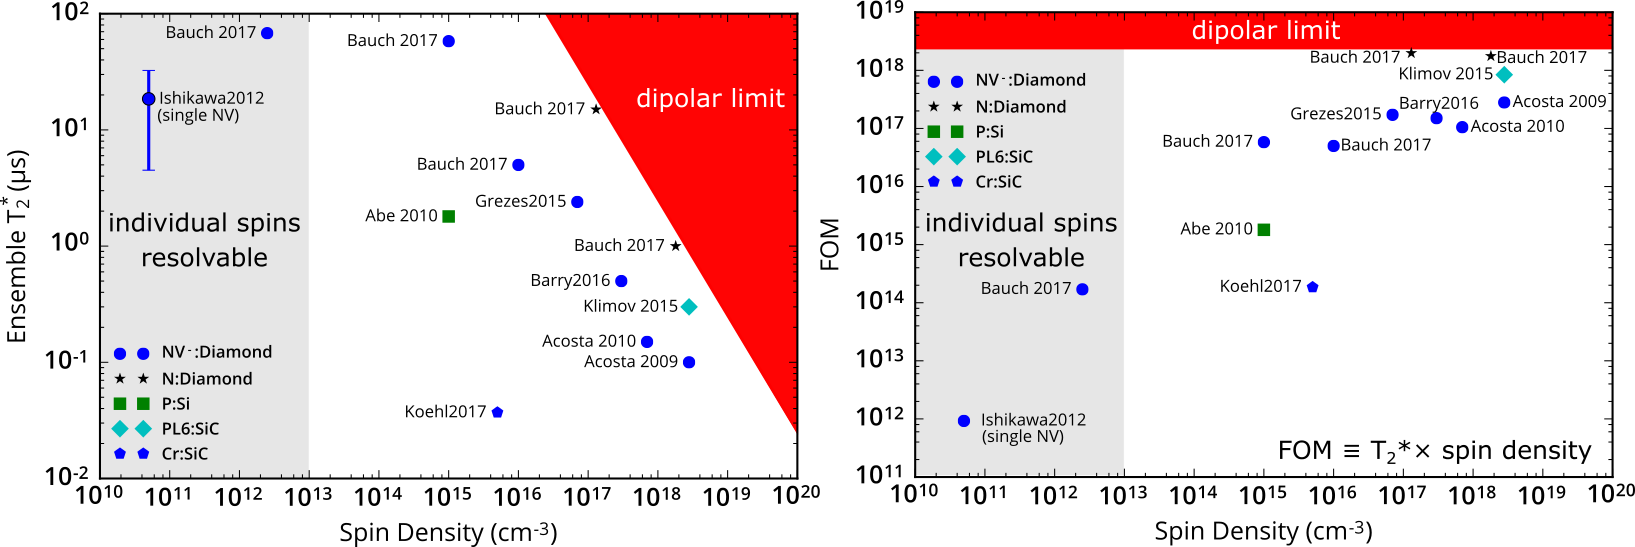 10²
10¹
10⁰
10⁻¹
10⁻²
Ensemble T₂* (μs)
Bauch 2017
Bauch 2017
Ishikawa2012
(single NV)
Bauch 2017
dipolar limit
Bauch 2017
Grezes2015
Abe 2010
individual spins
resolvable
Bauch 2017
Barry2016
Klimov 2015
Acosta 2010
Acosta 2009
Koehl2017
NV⁻:Diamond
N:Diamond
P:Si
PL6:SiC
Cr:SiC
10¹⁰ 10¹¹ 10¹² 10¹³ 10¹⁴ 10¹⁵ 10¹⁶ 10¹⁷ 10¹⁸ 10¹⁹ 10²⁰
Spin Density (cm⁻³)
10¹⁹
10¹⁸
10¹⁷
10¹⁶
10¹⁵
10¹⁴
10¹³
10¹²
10¹¹
FOM
dipolar limit
Bauch 2017
Bauch 2017
Klimov 2015
NV⁻:Diamond
N:Diamond
P:Si
PL6:SiC
Cr:SiC
Barry2016
Acosta 2009
Grezes2015
Acosta 2010
Bauch 2017
Bauch 2017
individual spins
resolvable
Abe 2010
Bauch 2017
Koehl2017
Ishikawa2012
(single NV)
FOM ≡ T₂*× spin density
10¹⁰ 10¹¹ 10¹² 10¹³ 10¹⁴ 10¹⁵ 10¹⁶ 10¹⁷ 10¹⁸ 10¹⁹ 10²⁰
Spin Density (cm⁻³)